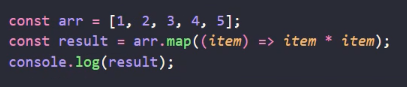 const arr = [1, 2, 3, 4, 5];
const result = arr.map((item) => item * item);
console.log(result);